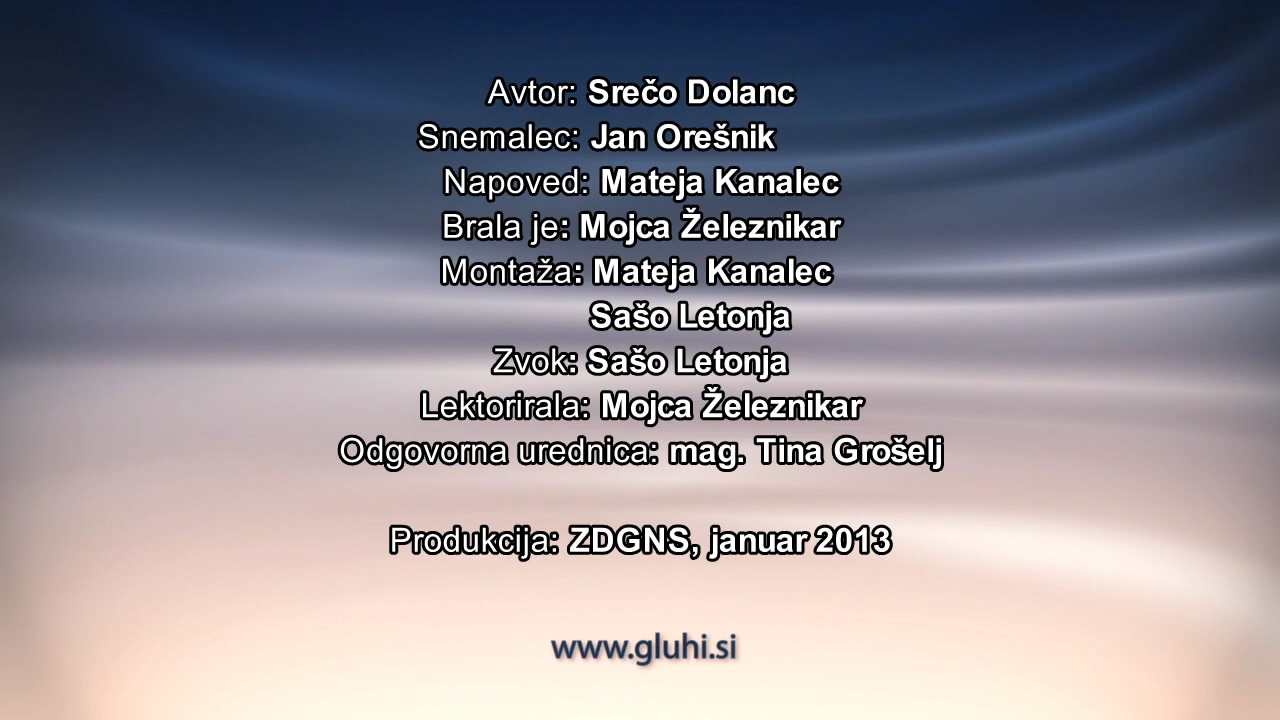 Avtor: Srečo Dolanc
Snemalec: Jan Orešnik
Napoved: Mateja Kanalec
Brala je: Mojca Železnikar
Montaža: Mateja Kanalec
Sašo Letonja
Zvok: Sašo Letonja
Lektorirala: Mojca Železnikar
Odgovorna urednica: mag. Tina Grošelj
Produkcija: ZDGNS, januar 2013
www.gluhi.si